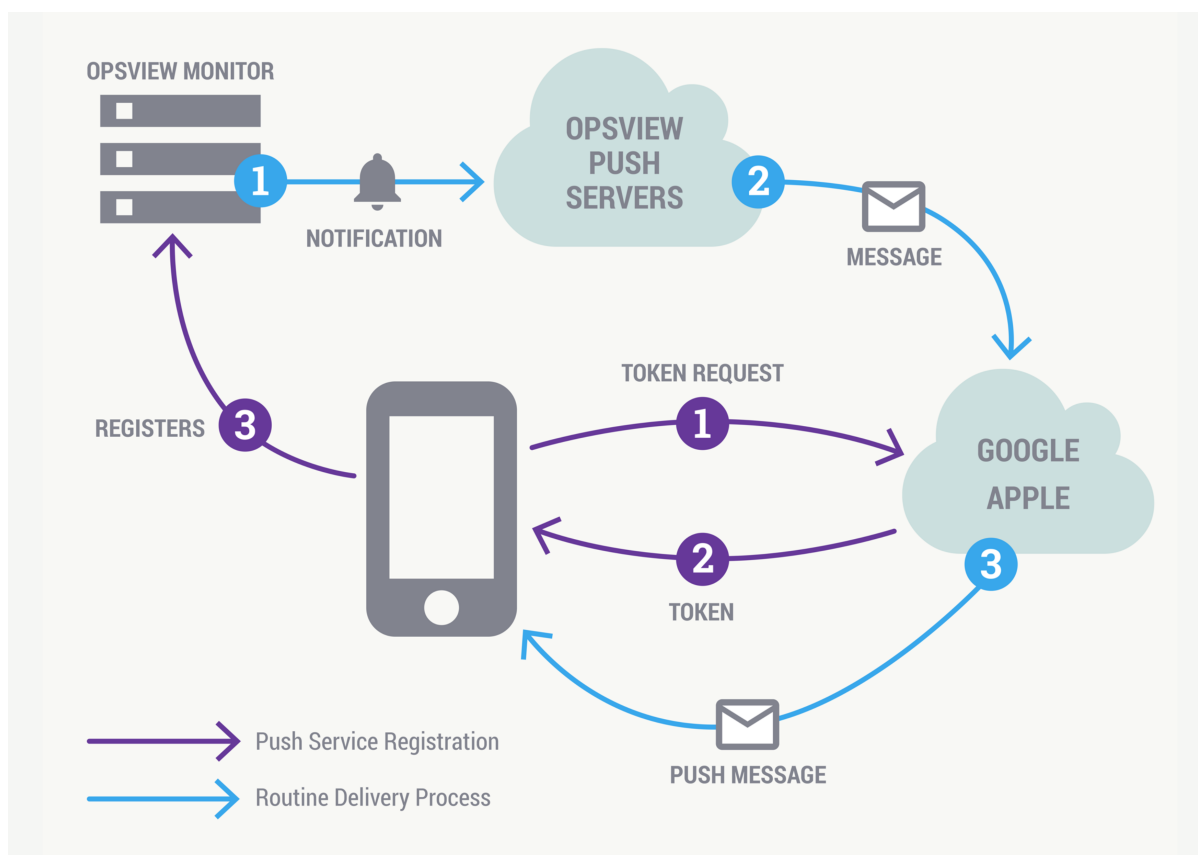 OPSVIEW MONITOR
OPSVIEW
PUSH
SERVERS
1
2
NOTIFICATION
MESSAGE
TOKEN REQUEST
1
REGISTERS
3
GOOGLE
APPLE
2
3
TOKEN
Push Service Registration
PUSH MESSAGE
Routine Delivery Process